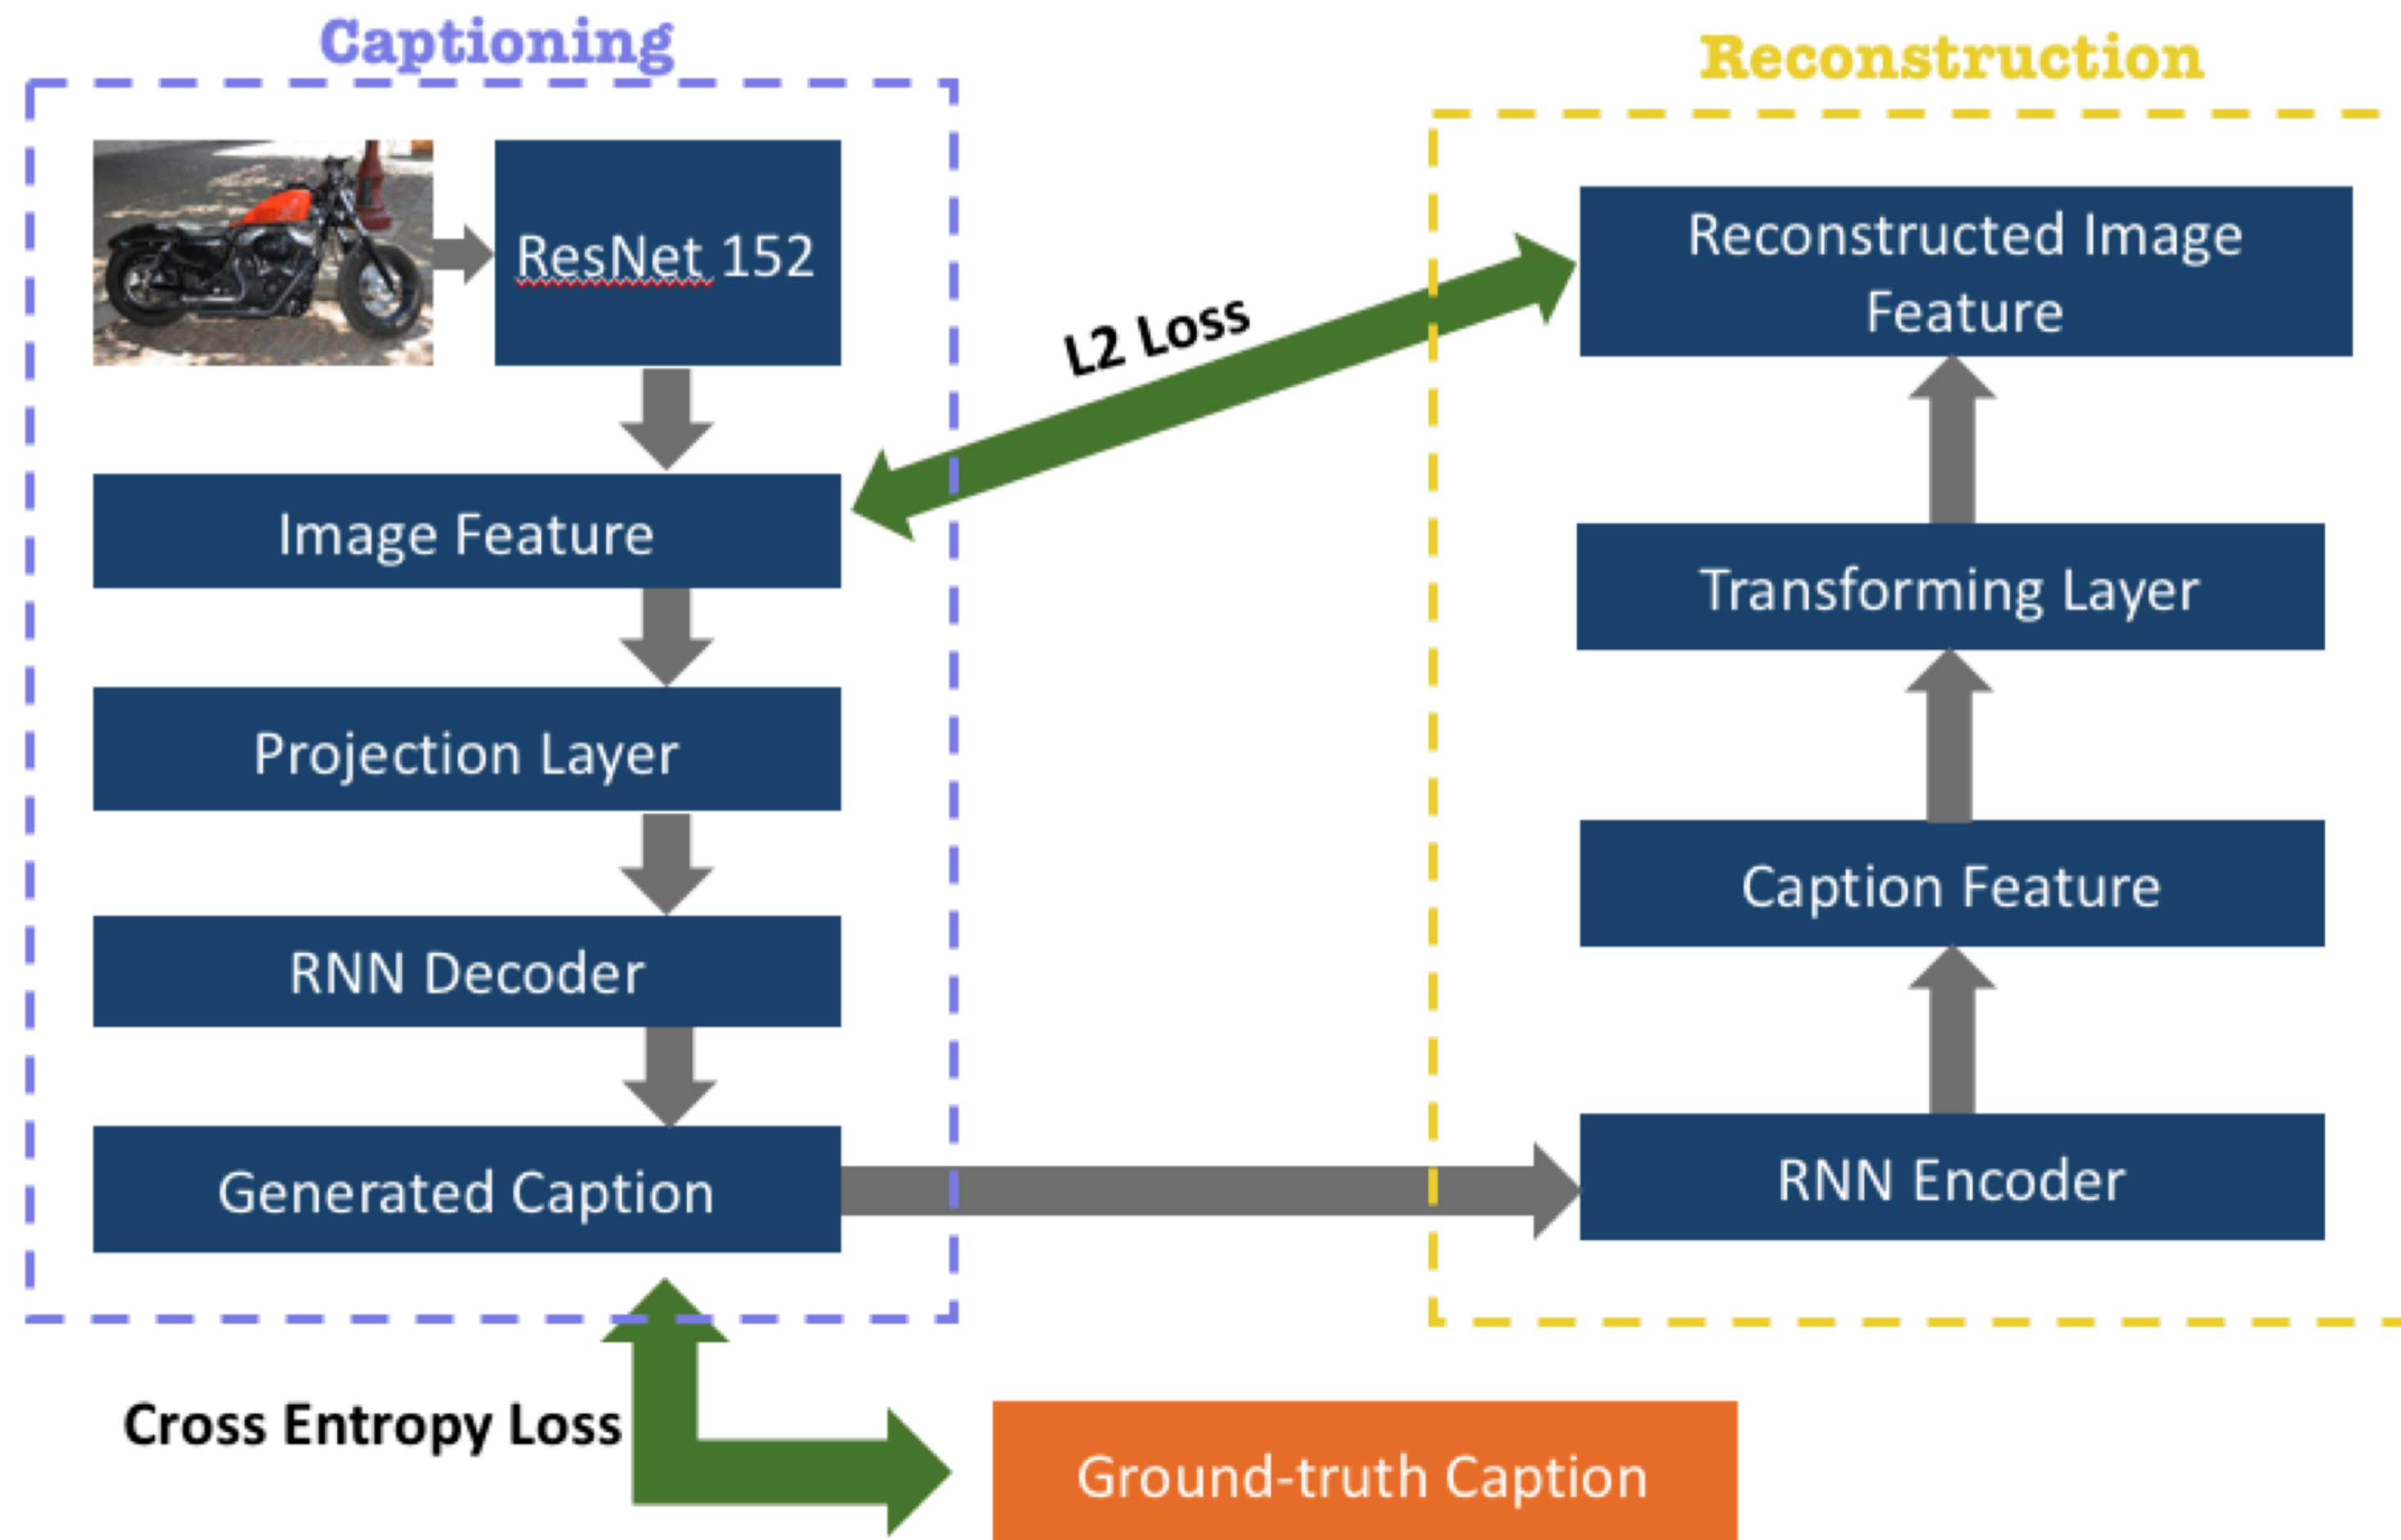 Captioning
ResNet 152
Image Feature
Projection Layer
RNN Decoder
Generated Caption
Cross Entropy Loss
Ground-truth Caption
L2 Loss
Reconstruction
Reconstructed Image
Feature
Transforming Layer
Caption Feature
RNN Encoder